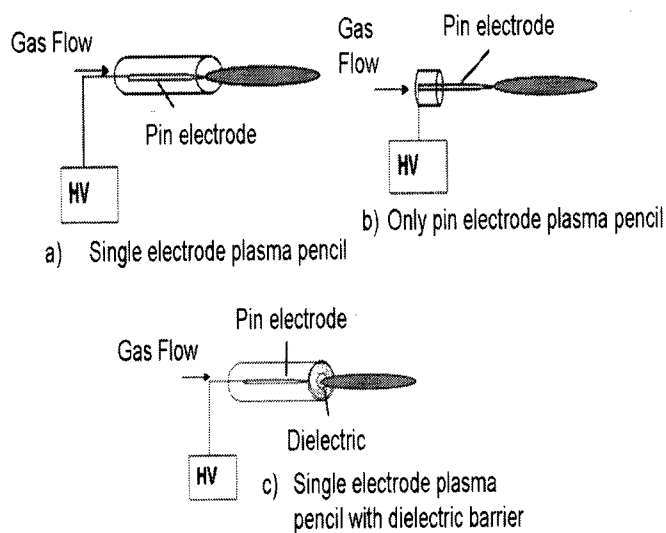 Gas Flow
Pin electrode
HV
a) Single electrode plasma pencil
Gas
Flow
Pin electrode
HV
b) Only pin electrode plasma pencil
Pin electrode
Gas Flow
Dielectric
HV
c) Single electrode plasma
pencil with dielectric barrier